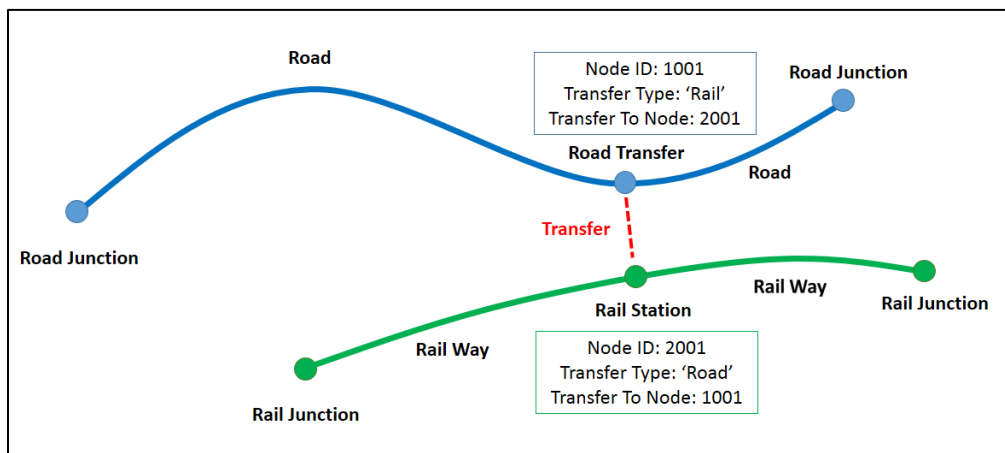 Road
Node ID: 1001
Transfer Type: ‘Rail’
Transfer To Node: 2001
Road Junction
Road Transfer
Road
Road Junction
Transfer
Rail Way
Rail Junction
Rail Station
Rail Way
Node ID: 2001
Transfer Type: ‘Road’
Transfer To Node: 1001
Rail Junction